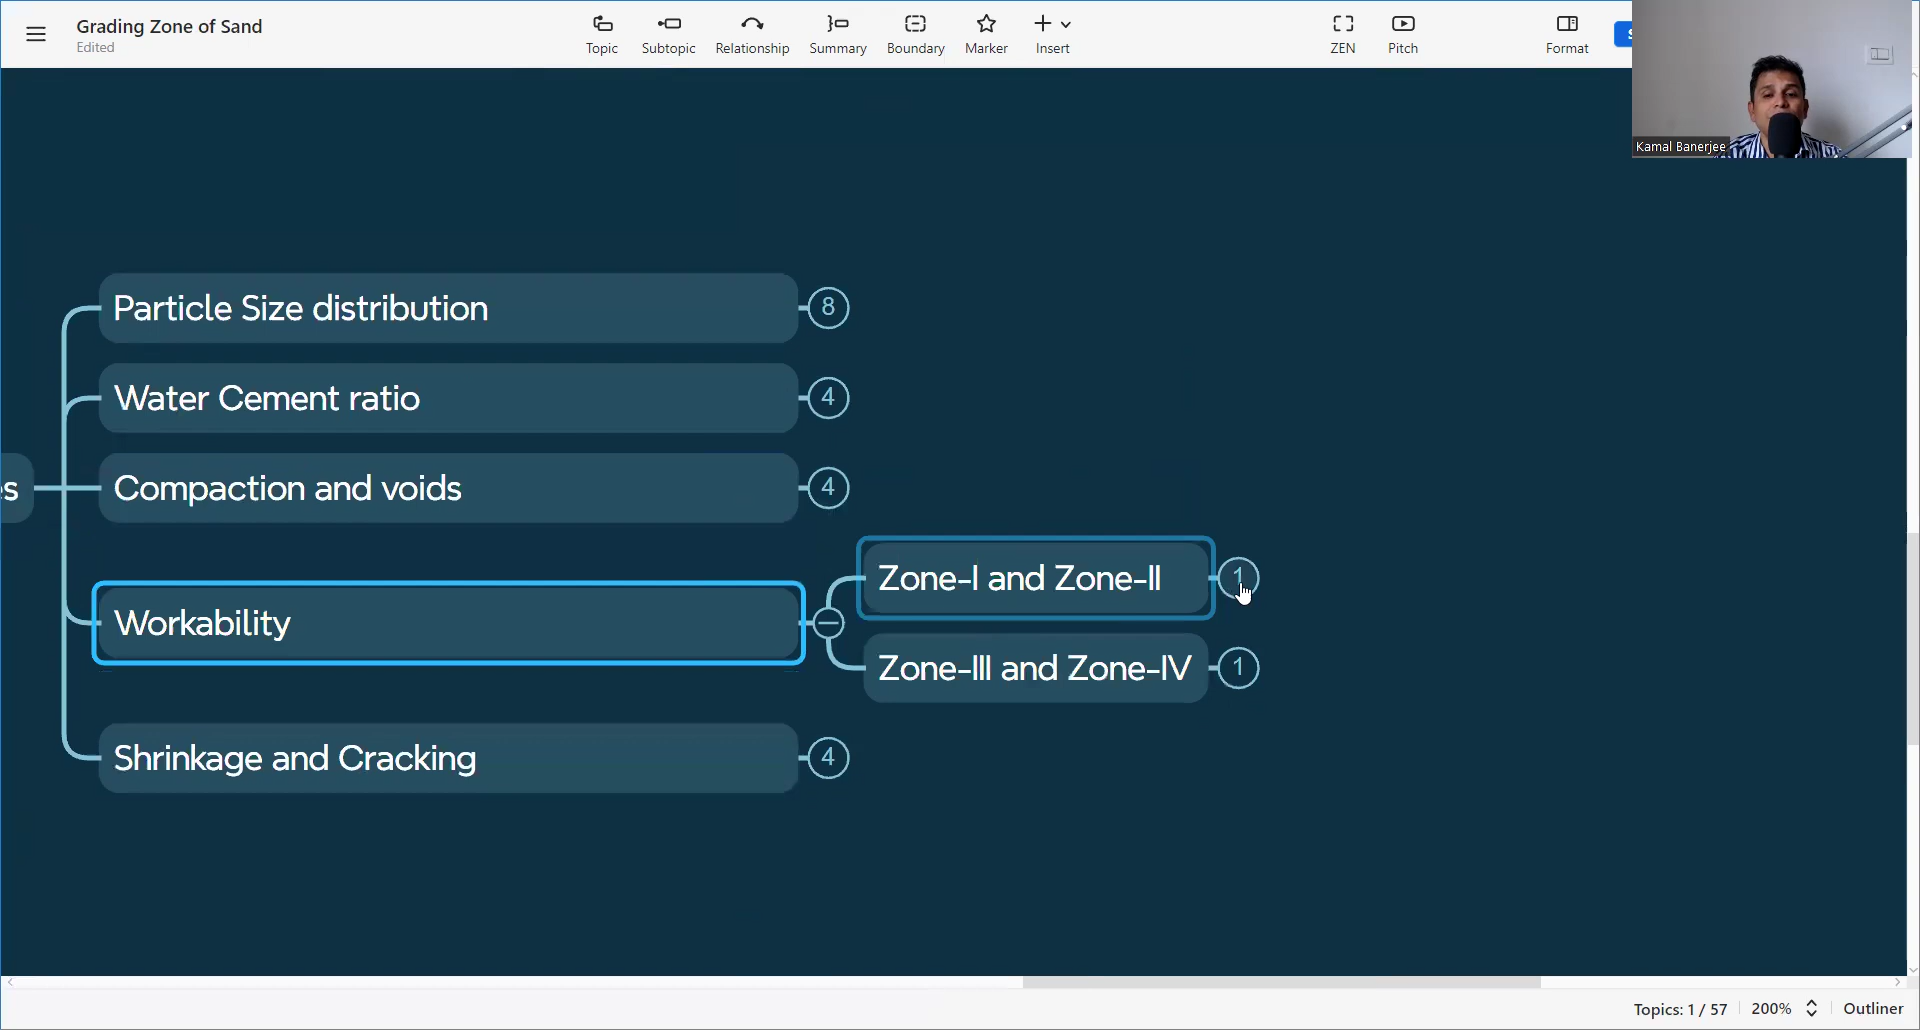 Grading Zone of Sand
Edited
Topic
Subtopic
Relationship
Summary
Boundary
Marker
Insert
ZEN
Pitch
Format
Kamal Banerjee
Particle Size distribution
8
Water Cement ratio
4
es
Compaction and voids
4
Zone-I and Zone-II
1
Workability
Zone-III and Zone-IV
1
Shrinkage and Cracking
4
Topics: 1 / 57
200%
Outliner